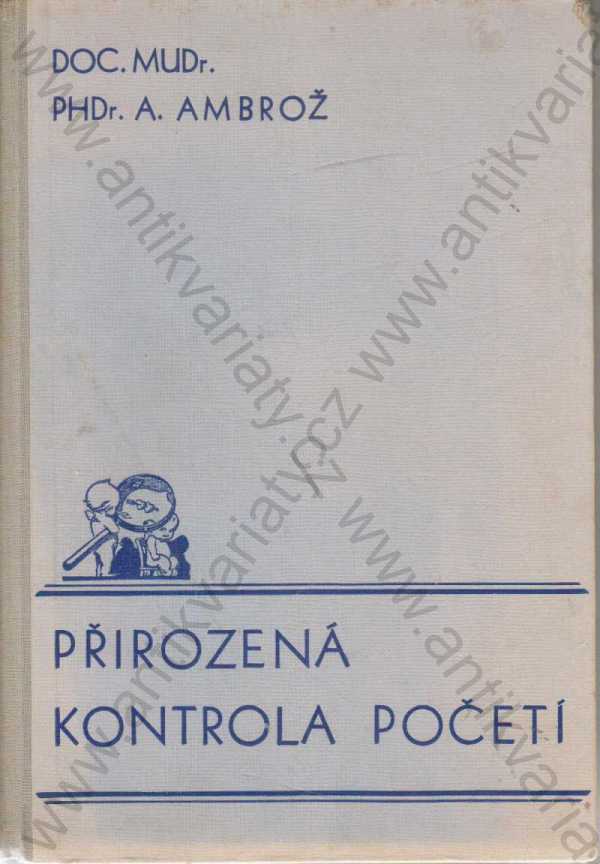 DOC. MUDr.
PHDr. A. AMBROŽ
PŘIROZENÁ
KONTROLA POČETÍ
www.antikvariaty.cz
www.antikvariaty.cz
www.antikvariaty.cz
www.antikvariaty.cz